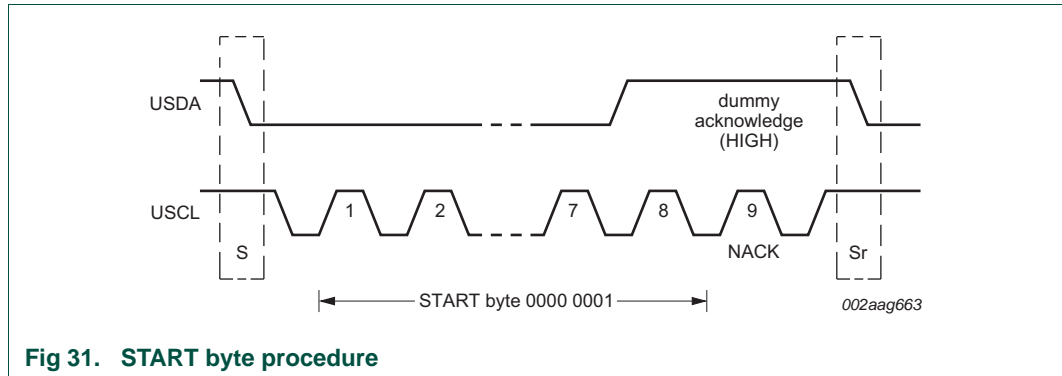 USDA
dummy
acknowledge
(HIGH)
USCL
1 2 7 8 9
S NACK Sr
START byte 0000 0001
002aag663
Fig 31. START byte procedure